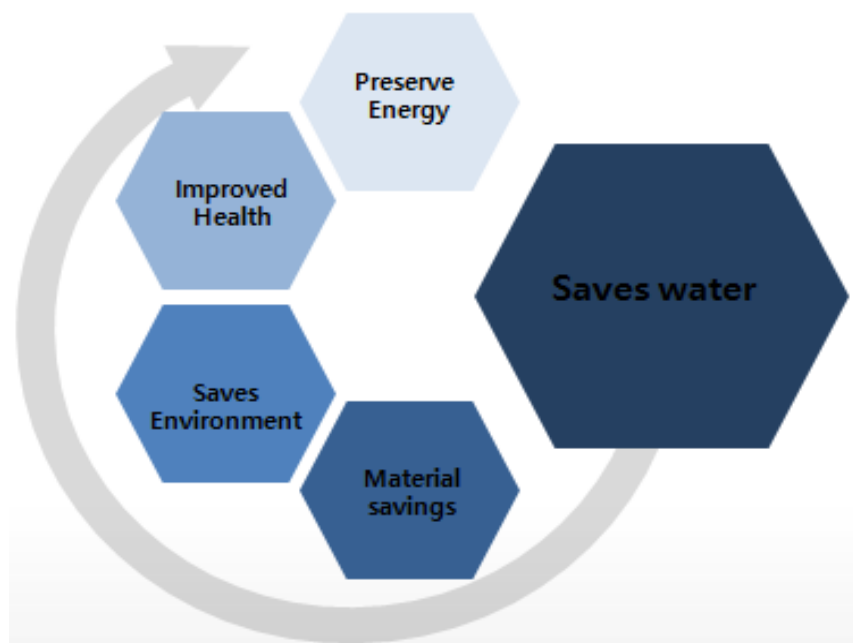 Preserve
Energy
Improved
Health
Saves water
Saves
Environment
Material
savings